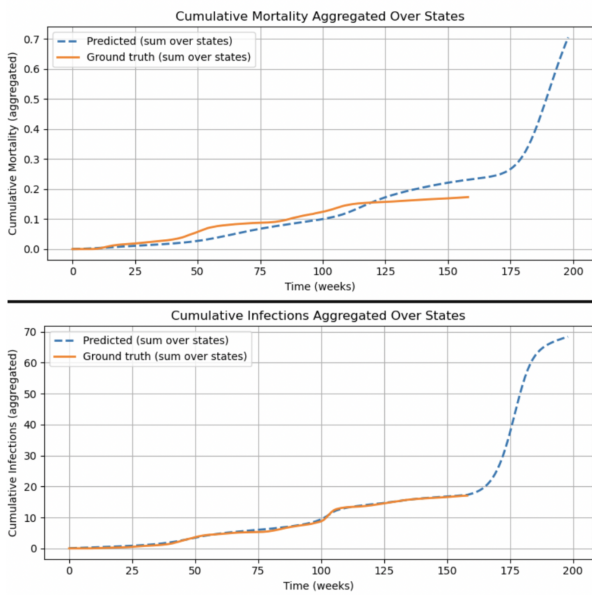 Cumulative Mortality Aggregated Over States
Predicted (sum over states)
Ground truth (sum over states)
Cumulative Mortality (aggregated)
0.7
0.6
0.5
0.4
0.3
0.2
0.1
0.0
0 25 50 75 100 125 150 175 200
Time (weeks)
Cumulative Infections Aggregated Over States
Predicted (sum over states)
Ground truth (sum over states)
Cumulative Infections (aggregated)
70
60
50
40
30
20
10
0
0 25 50 75 100 125 150 175 200
Time (weeks)